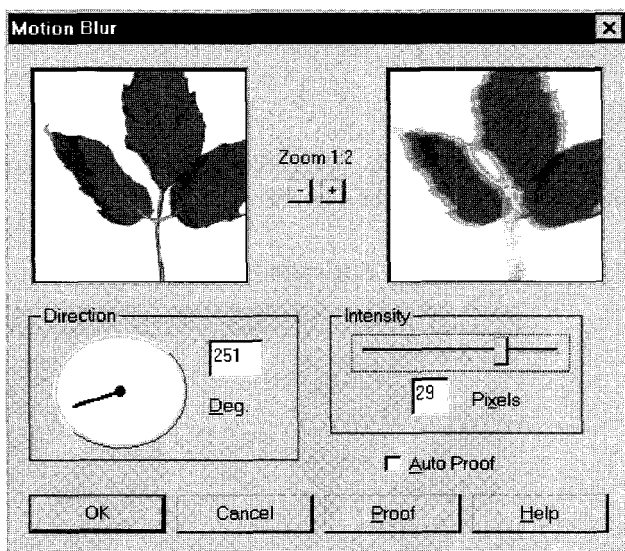 Motion Blur
Zoom 1:2
- +
Direction
251
Deg.
Intensity
29 Pixels
Auto Proof
OK Cancel Proof Help